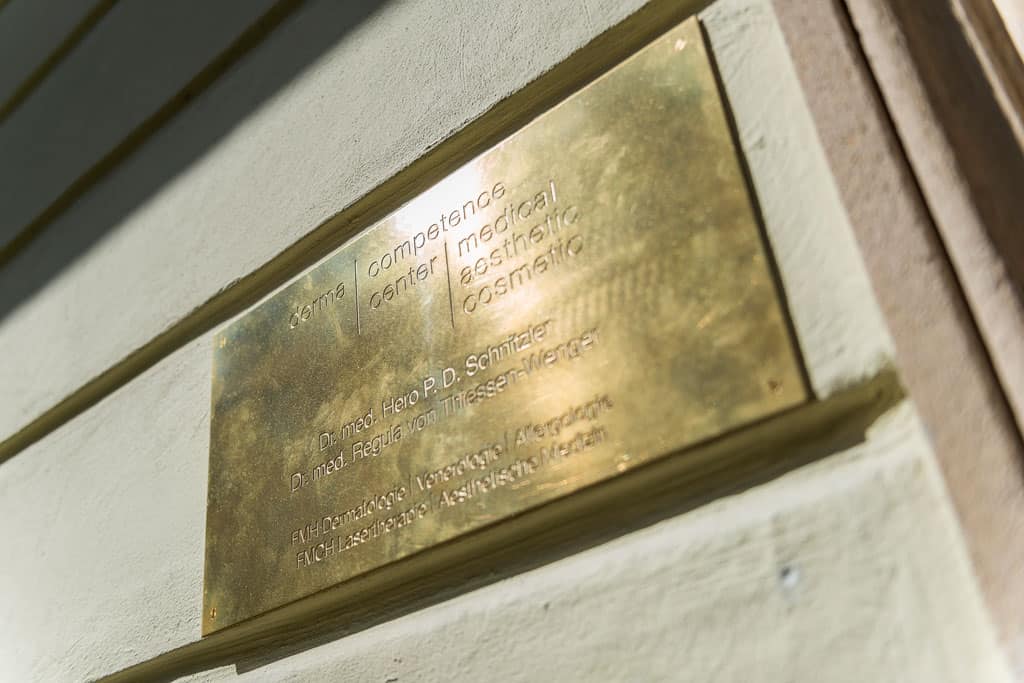 derma | competence center | medical aesthetic cosmetic
Dr. med. Hero P. D. Schnitzler
Dr. med. Regula von Thiessen-Wenger
FMH Dermatologie | Venerologie | Allergologie
FMCH Lasertherapie | Aesthetische Medizin